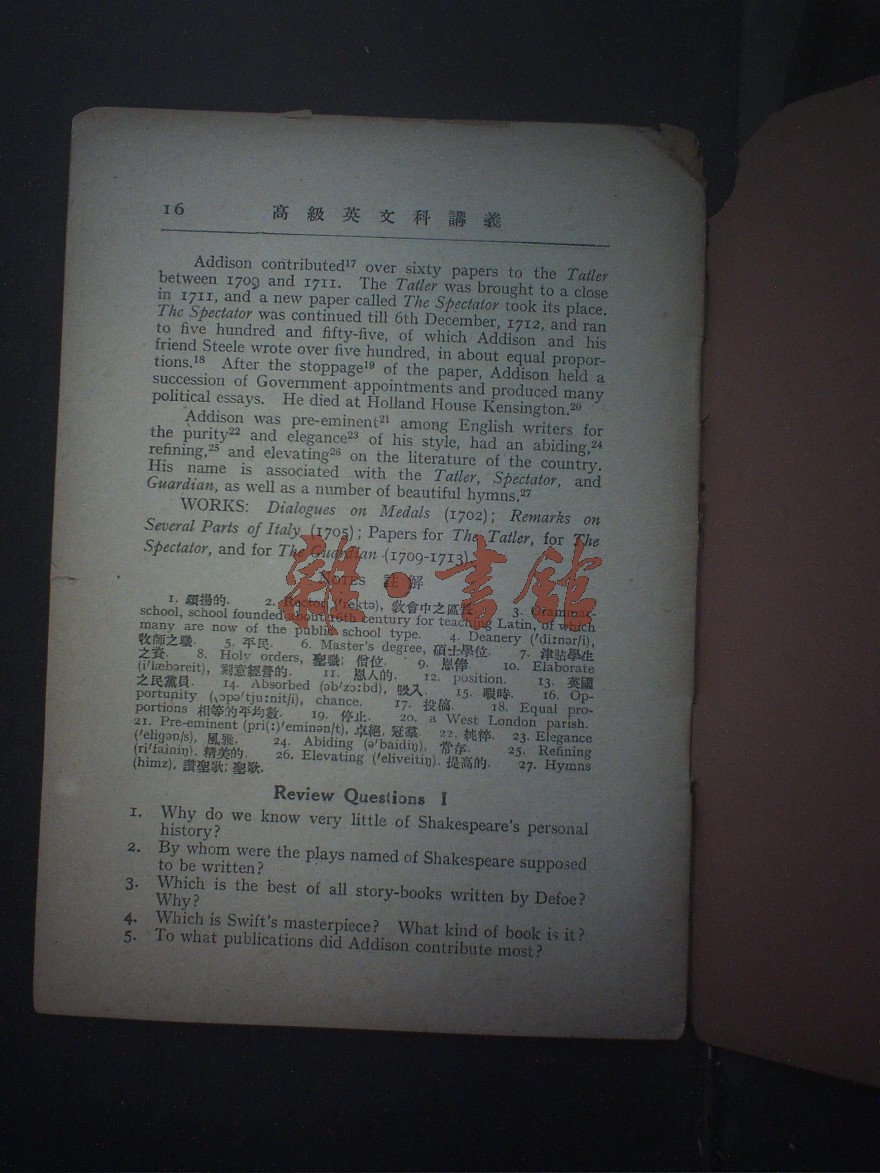 16 高級英文科講義
Addison contributed¹⁷ over sixty papers to the Tatler
between 1709 and 1711. The Tatler was brought to a close
in 1711, and a new paper called The Spectator took its place.
The Spectator was continued till 6th December, 1712, and ran
to five hundred and fifty-five, of which Addison and his
friend Steele wrote over five hundred, in about equal propor-
tions.¹⁸ After the stoppage¹⁹ of the paper, Addison held a
succession of Government appointments and produced many
political essays. He died at Holland House Kensington.²⁰
Addison was pre-eminent²¹ among English writers for
the purity²² and elegance²³ of his style, had an abiding,²⁴
refining,²⁵ and elevating²⁶ on the literature of the country.
His name is associated with the Tatler, Spectator, and
Guardian, as well as a number of beautiful hymns.²⁷
WORKS: Dialogues on Medals (1702); Remarks on
Several Parts of Italy (1705); Papers for The Tatler, for The
Spectator, and for The Guardian (1709-1713).
NOTES 註解
1. 頌揚的. 2. Rector ('rektə), 敎會中之區長. 3. Grammar-
school, school founded about 16th century for teaching Latin, of which
many are now of the public school type. 4. Deanery ('di:nər/i),
牧師之職. 5. 平民. 6. Master's degree, 碩士學位. 7. 津貼學生
之資. 8. Holy orders, 聖職; 僧位. 9. 恩俸. 10. Elaborate
(i'læbəreit), 刻意經營的. 11. 恩人的. 12. position. 13. 英國
之民黨員. 14. Absorbed (əb'zɔ:bd), 吸入. 15. 暇時. 16. Op-
portunity (ˌɔpə'tju:nit/i), chance. 17. 投稿. 18. Equal pro-
portions 相等的平均數. 19. 停止. 20. a West London parish.
21. Pre-eminent (pri(:)'eminən/t), 卓絕, 冠羣. 22. 純粹. 23. Elegance
('eligən/s), 風雅. 24. Abiding (ə'baidiŋ), 常存. 25. Refining
(ri'fainiŋ), 精美的. 26. Elevating ('eliveitiŋ), 提高的. 27. Hymns
(himz), 讚聖歌; 聖歌.
Review Questions I
1. Why do we know very little of Shakespeare's personal
history?
2. By whom were the plays named of Shakespeare supposed
to be written?
3. Which is the best of all story-books written by Defoe?
Why?
4. Which is Swift's masterpiece? What kind of book is it?
5. To what publications did Addison contribute most?
雜·書館